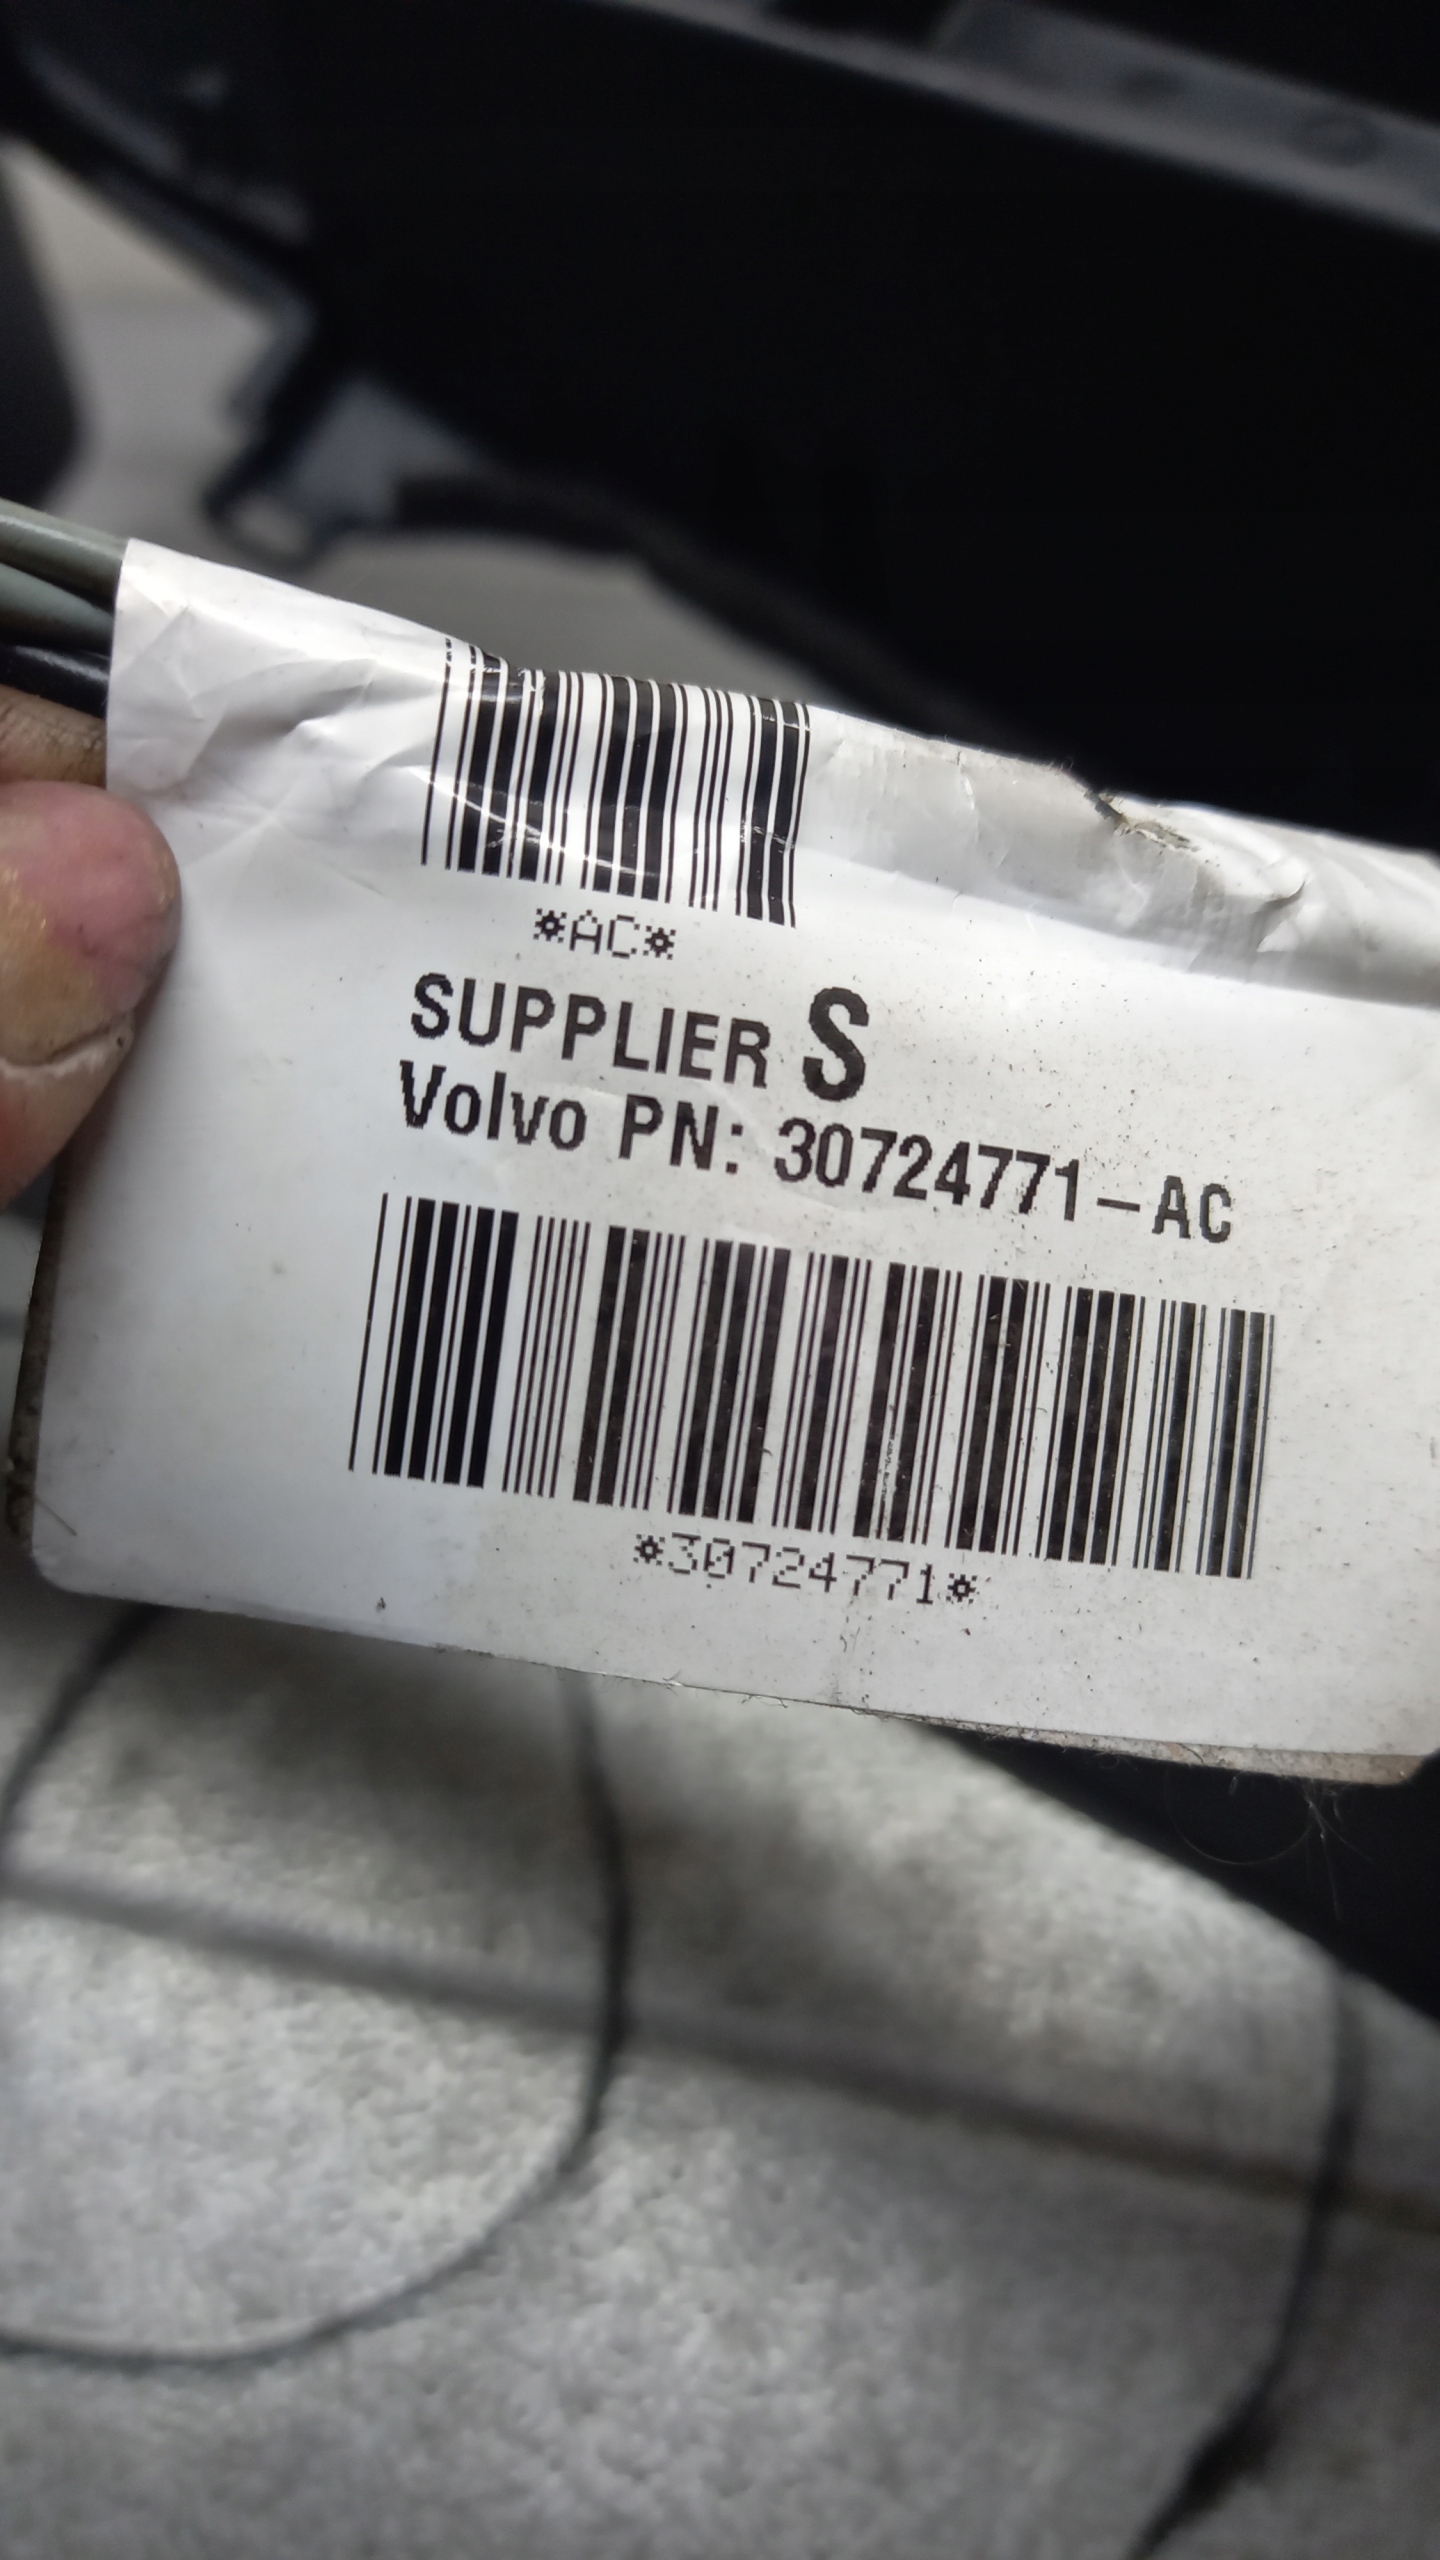 *AC*
SUPPLIER S
Volvo PN: 30724771-AC
*30724771*